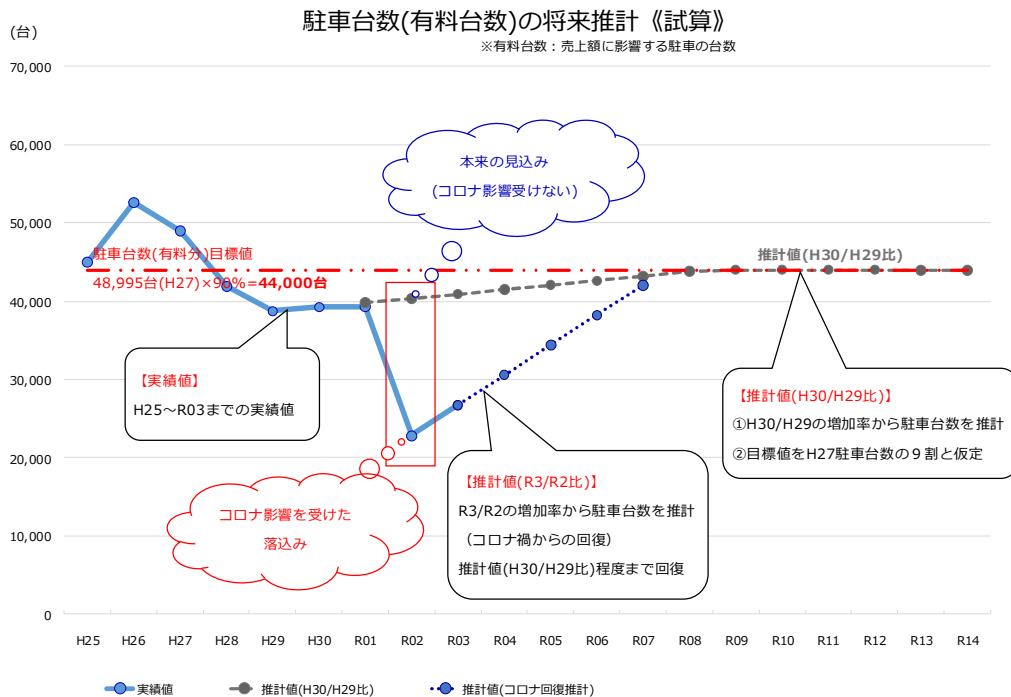 駐車台数(有料台数)の将来推計《試算》
※有料台数：売上額に影響する駐車の台数
(台)
70,000
60,000
50,000
40,000
30,000
20,000
10,000
0
本来の見込み
(コロナ影響受けない)
駐車台数(有料分)目標値
48,995台(H27)×90%=44,000台
推計値(H30/H29比)
【実績値】
H25～R03までの実績値
【推計値(H30/H29比)】
①H30/H29の増加率から駐車台数を推計
②目標値をH27駐車台数の９割と仮定
【推計値(R3/R2比)】
R3/R2の増加率から駐車台数を推計
（コロナ禍からの回復）
推計値(H30/H29比)程度まで回復
コロナ影響を受けた
落込み
H25 H26 H27 H28 H29 H30 R01 R02 R03 R04 R05 R06 R07 R08 R09 R10 R11 R12 R13 R14
実績値 推計値(H30/H29比) 推計値(コロナ回復推計)